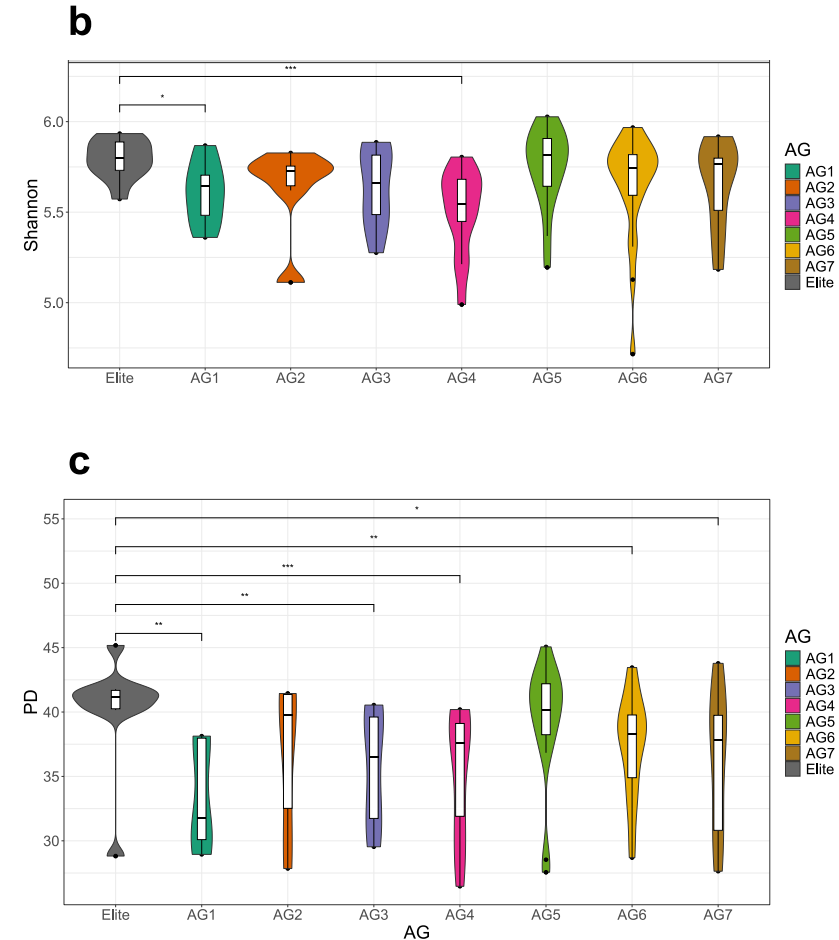 b
***
*
6.0
5.5
5.0
Shannon
Elite AG1 AG2 AG3 AG4 AG5 AG6 AG7
AG
AG1
AG2
AG3
AG4
AG5
AG6
AG7
Elite
c
*
**
***
**
**
55
50
45
40
35
30
PD
Elite AG1 AG2 AG3 AG4 AG5 AG6 AG7
AG
AG
AG1
AG2
AG3
AG4
AG5
AG6
AG7
Elite